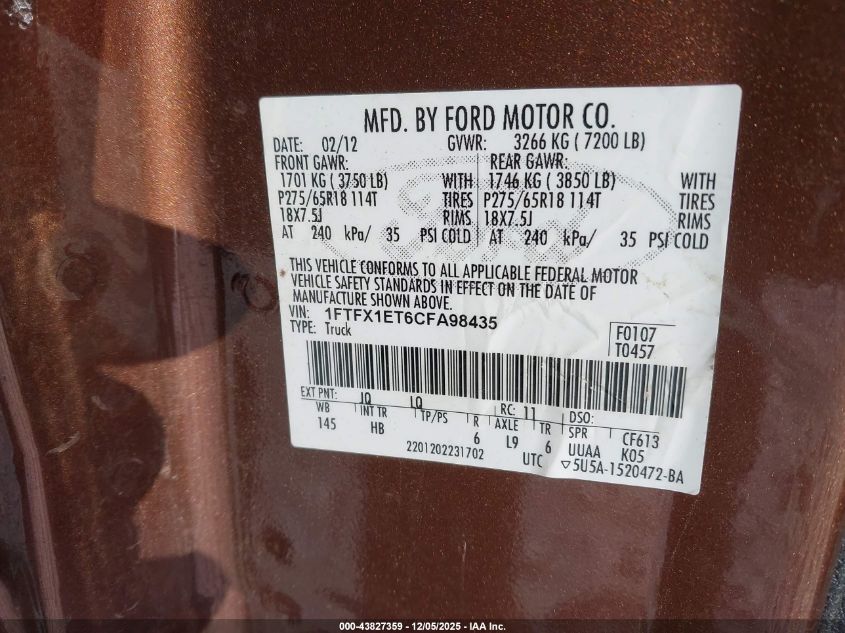 MFD. BY FORD MOTOR CO.
DATE: 02/12 GVWR: 3266 KG ( 7200 LB)
FRONT GAWR: REAR GAWR:
1701 KG ( 3750 LB) WITH 1746 KG ( 3850 LB) WITH
P275/65R18 114T TIRES P275/65R18 114T TIRES
18X7.5J RIMS 18X7.5J RIMS
AT 240 kPa/ 35 PSI COLD AT 240 kPa/ 35 PSI COLD
THIS VEHICLE CONFORMS TO ALL APPLICABLE FEDERAL MOTOR
VEHICLE SAFETY STANDARDS IN EFFECT ON THE DATE OF
MANUFACTURE SHOWN ABOVE.
VIN: 1FTFX1ET6CFA98435
TYPE: Truck
F0107
T0457
EXT PNT: JQ LQ RC: 11 DSO:
WB INT TR TP/PS R AXLE TR SPR CF613
145 HB 6 L9 6 UUAA K05
2201202231702 UTC ▽5U5A-1520472-BA
000-43827359 - 12/05/2025 - IAA Inc.